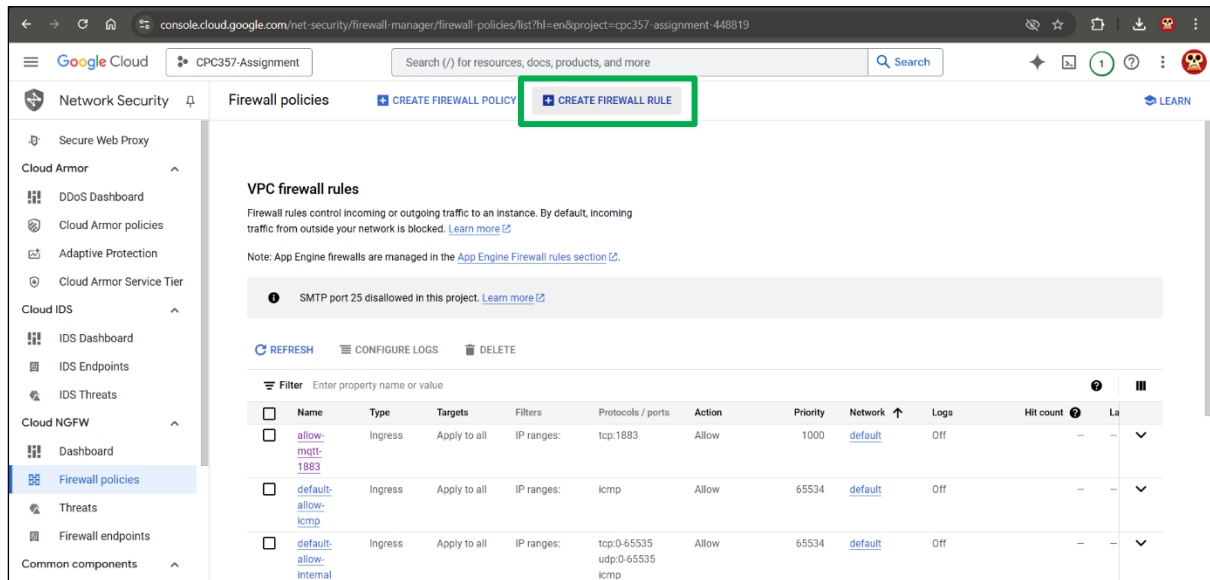 console.cloud.google.com/net-security/firewall-manager/firewall-policies/list?hl=en&project=cpc357-assignment-448819
Google Cloud
CPC357-Assignment
Search (/) for resources, docs, products, and more
Search
1
Network Security
Firewall policies
CREATE FIREWALL POLICY
CREATE FIREWALL RULE
LEARN
Secure Web Proxy
Cloud Armor
DDoS Dashboard
Cloud Armor policies
Adaptive Protection
Cloud Armor Service Tier
Cloud IDS
IDS Dashboard
IDS Endpoints
IDS Threats
Cloud NGFW
Dashboard
Firewall policies
Threats
Firewall endpoints
Common components
VPC firewall rules
Firewall rules control incoming or outgoing traffic to an instance. By default, incoming
traffic from outside your network is blocked. Learn more
Note: App Engine firewalls are managed in the App Engine Firewall rules section.
SMTP port 25 disallowed in this project. Learn more
REFRESH CONFIGURE LOGS DELETE
Filter Enter property name or value
Name Type Targets Filters Protocols / ports Action Priority Network Logs Hit count La
allow- Ingress Apply to all IP ranges: tcp:1883 Allow 1000 default Off – –
mqtt-
1883
default- Ingress Apply to all IP ranges: icmp Allow 65534 default Off – –
allow-
icmp
default- Ingress Apply to all IP ranges: tcp:0-65535 Allow 65534 default Off – –
allow- udp:0-65535
internal icmp